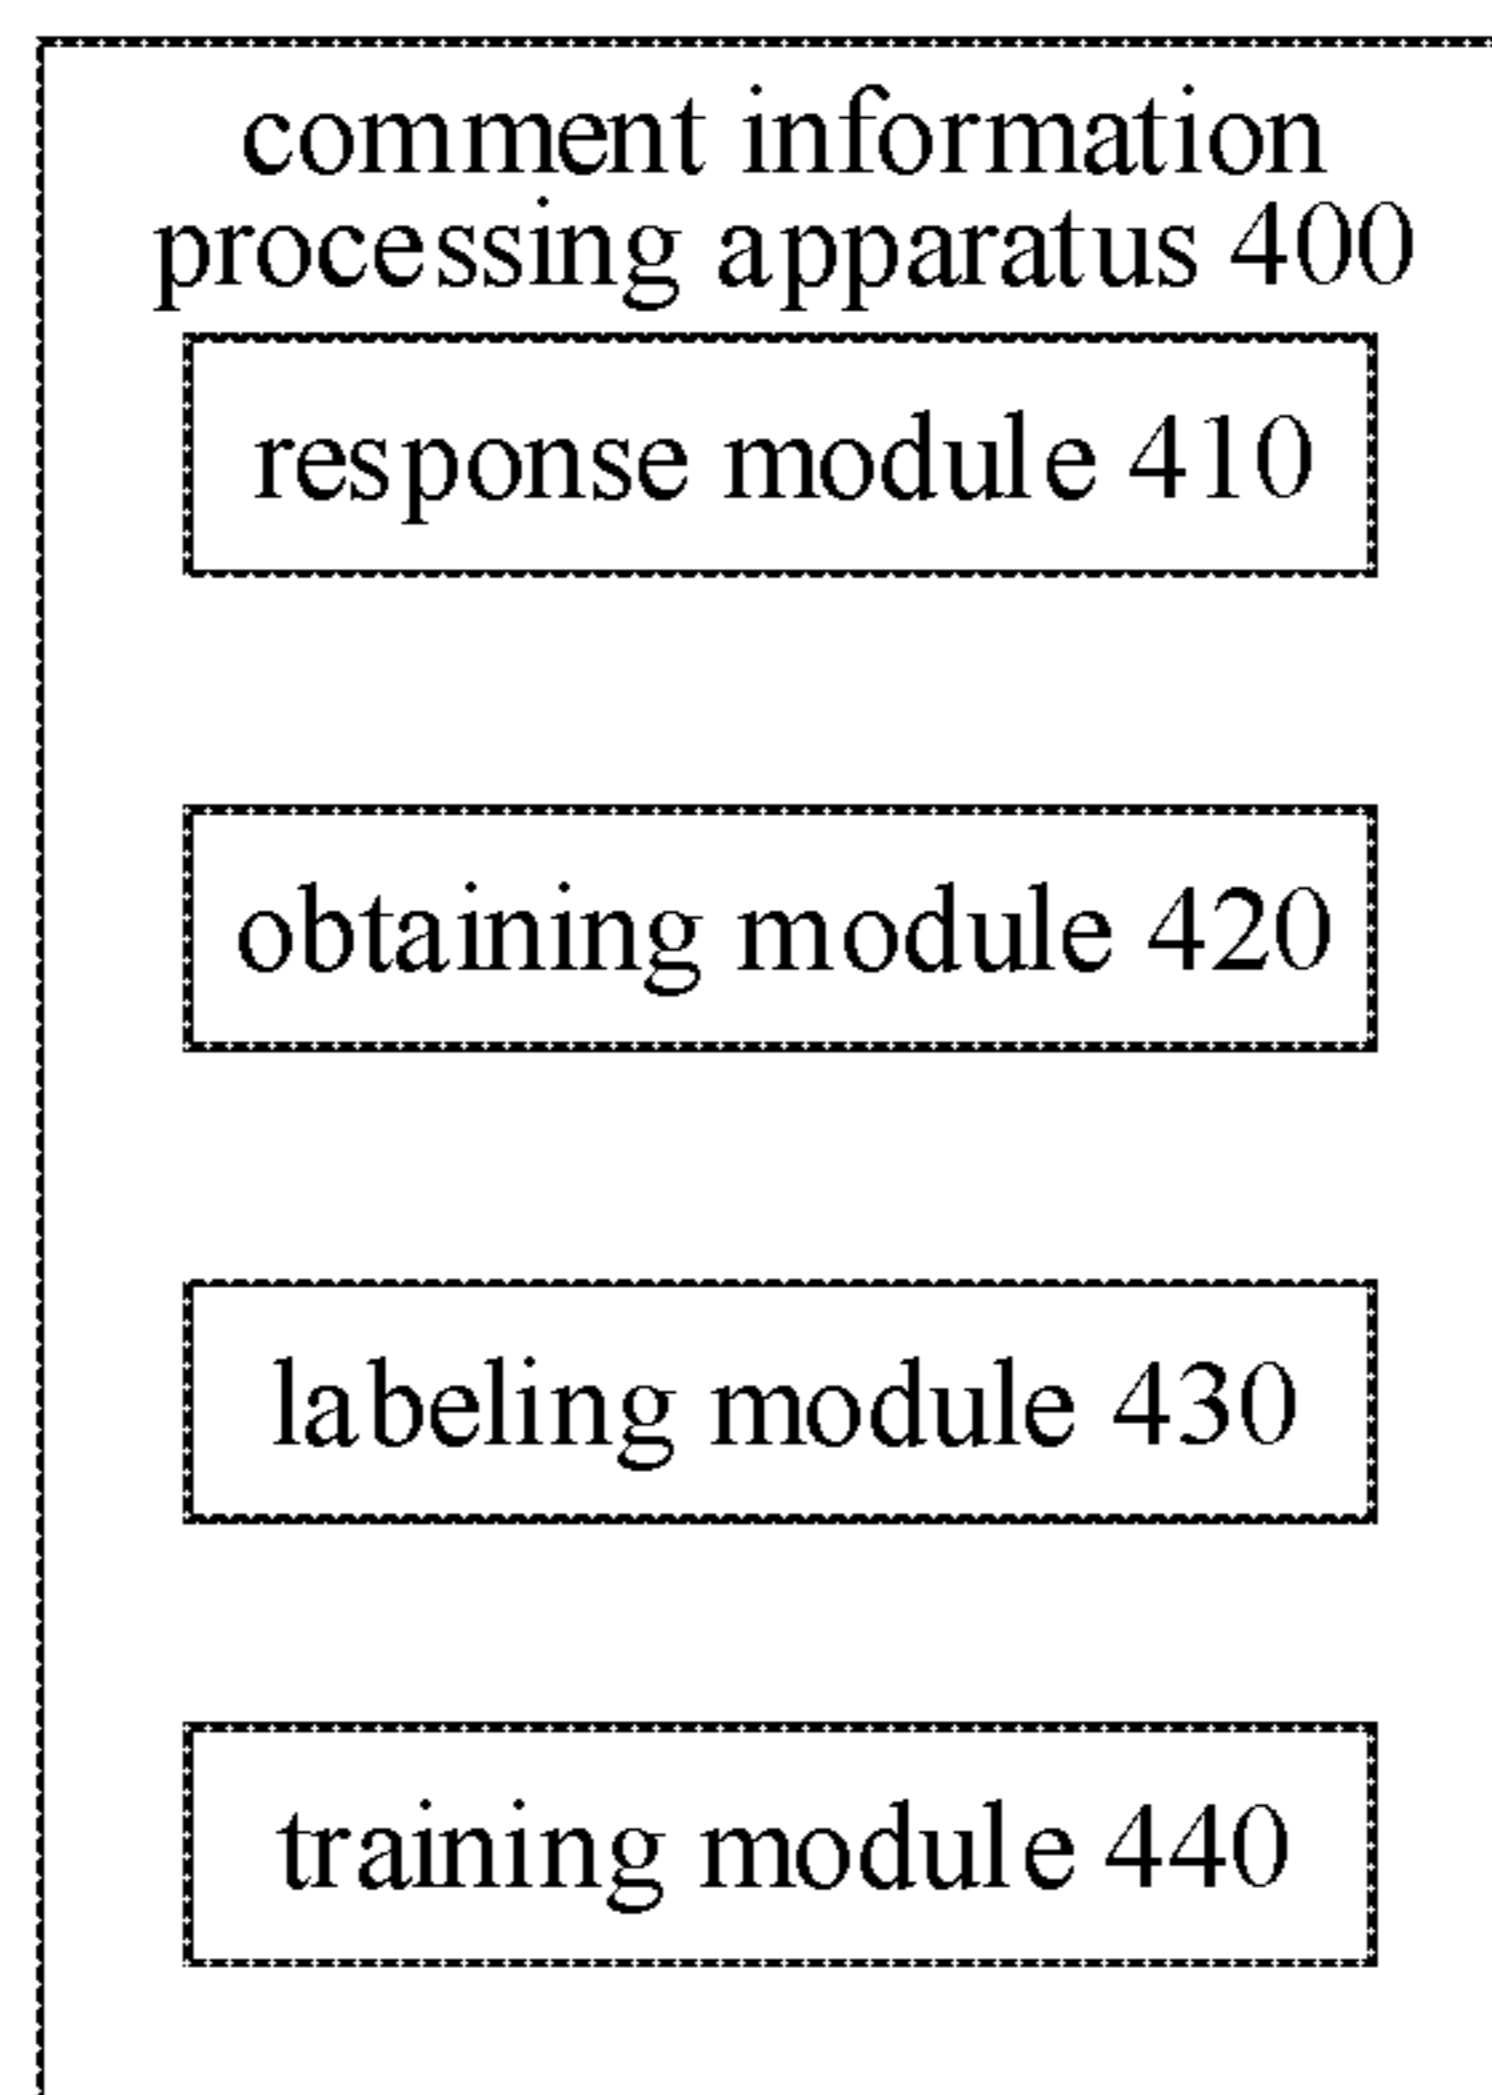 comment information
processing apparatus 400
response module 410
obtaining module 420
labeling module 430
training module 440